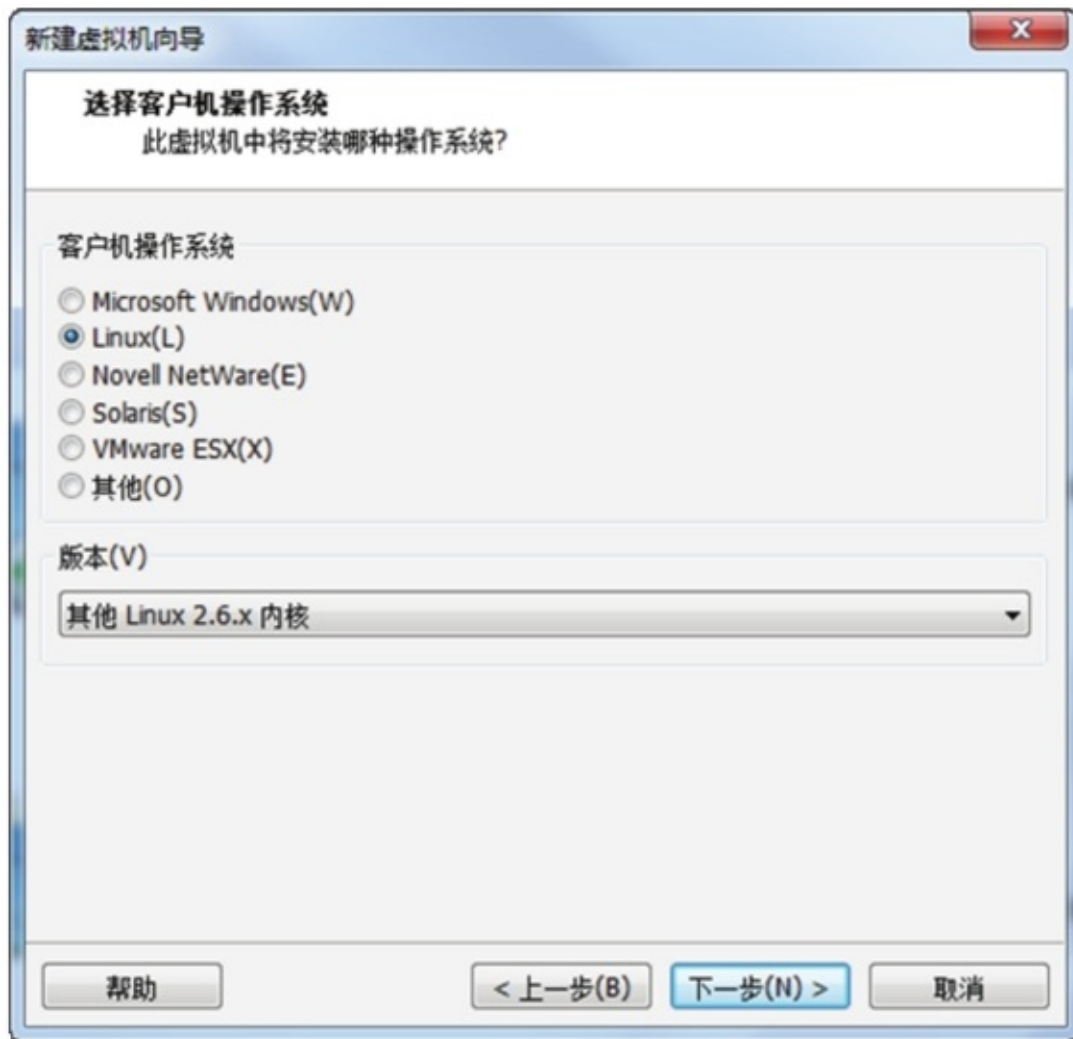 新建虚拟机向导
选择客户机操作系统
此虚拟机中将安装哪种操作系统?
客户机操作系统
Microsoft Windows(W)
Linux(L)
Novell NetWare(E)
Solaris(S)
VMware ESX(X)
其他(O)
版本(V)
其他 Linux 2.6.x 内核
帮助
< 上一步(B)
下一步(N) >
取消